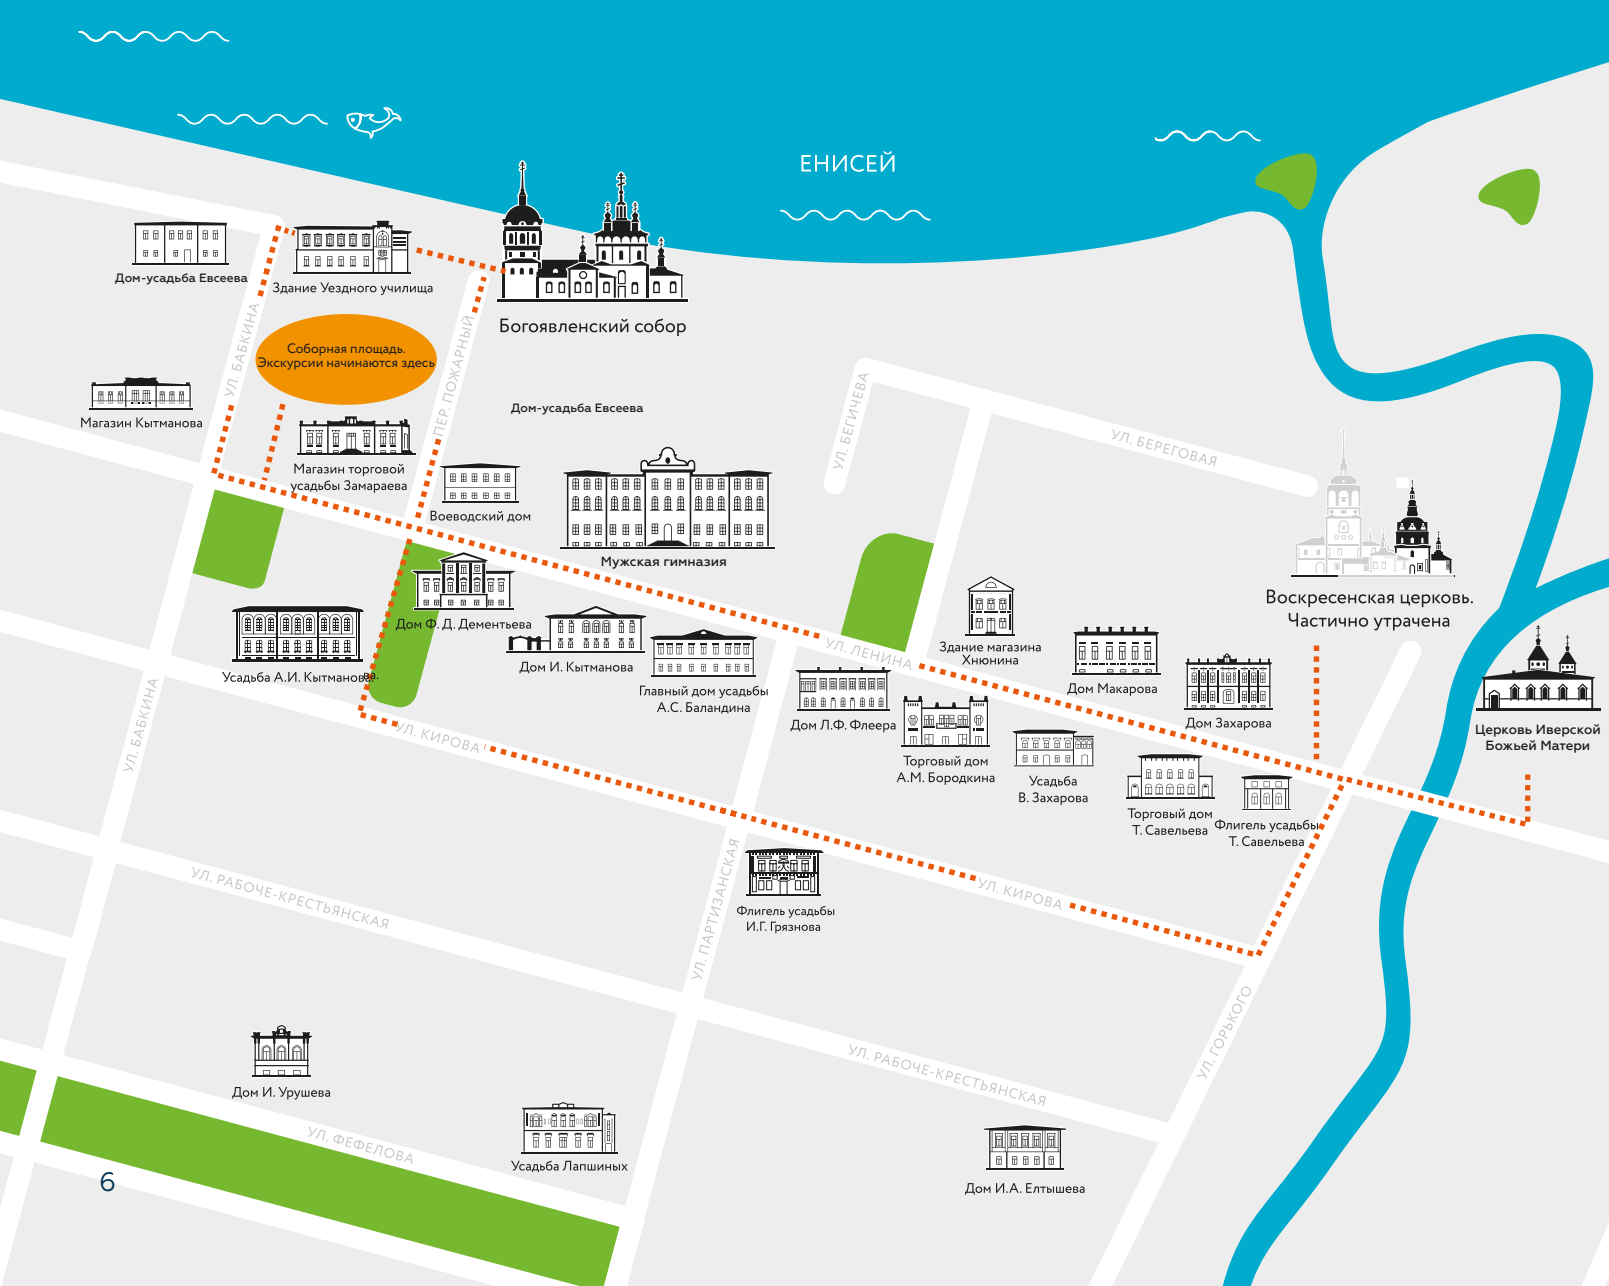 ЕНИСЕЙ
Дом-усадьба Евсеева
Здание Уездного училища
Богоявленский собор
УЛ. БАБКИНА
Соборная площадь.
Экскурсии начинаются здесь
ПЕР. ПОЖАРНЫЙ
Магазин Кытманова
Дом-усадьба Евсеева
УЛ. БЕГИЧЕВА
УЛ. БЕРЕГОВАЯ
Магазин торговой
усадьбы Замараева
Воеводский дом
Мужская гимназия
Воскресенская церковь.
Частично утрачена
Дом Ф. Д. Дементьева
Дом И. Кытманова
УЛ. ЛЕНИНА
Здание магазина
Хнюнина
Усадьба А.И. Кытманова.
ва.
Главный дом усадьбы
А.С. Баландина
Дом Макарова
Дом Л.Ф. Флеера
Дом Захарова
Церковь Иверской
Божьей Матери
УЛ. БАБКИНА
УЛ. КИРОВА
Торговый дом
А.М. Бородкина
Усадьба
В. Захарова
Торговый дом
Т. Савельева
Флигель усадьбы
Т. Савельева
УЛ. РАБОЧЕ-КРЕСТЬЯНСКАЯ
УЛ. ПАРТИЗАНСКАЯ
Флигель усадьбы
И.Г. Грязнова
УЛ. КИРОВА
УЛ. ГОРЬКОГО
УЛ. РАБОЧЕ-КРЕСТЬЯНСКАЯ
Дом И. Урушева
УЛ. ФЕФЕЛОВА
Усадьба Лапшиных
Дом И.А. Елтышева
6